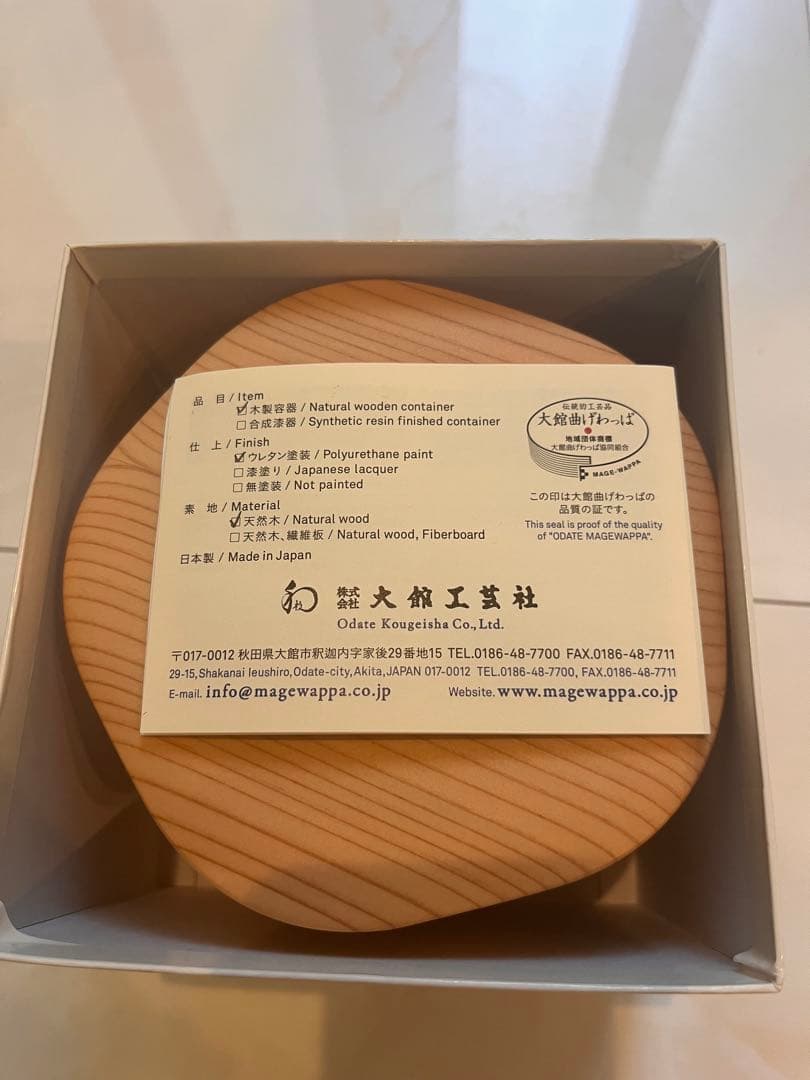 品 目 / Item
☑木製容器 / Natural wooden container
☐合成漆器 / Synthetic resin finished container
仕 上 / Finish
☑ウレタン塗装 / Polyurethane paint
☐漆塗り / Japanese lacquer
☐無塗装 / Not painted
素 地 / Material
☑天然木 / Natural wood
☐天然木、繊維板 / Natural wood, Fiberboard
日本製 / Made in Japan
伝統的工芸品
大館曲げわっぱ
地域団体商標
大館曲げわっぱ協同組合
MAGE-WAPPA
この印は大館曲げわっぱの
品質の証です。
This seal is proof of the quality
of "ODATE MAGEWAPPA".
株式会社 大館工芸社
Odate Kougeisha Co., Ltd.
〒017-0012 秋田県大館市釈迦内字家後29番地15 TEL.0186-48-7700 FAX.0186-48-7711
29-15, Shakanai Ieushiro, Odate-city, Akita, JAPAN 017-0012 TEL.0186-48-7700, FAX.0186-48-7711
E-mail. info@magewappa.co.jp Website. www.magewappa.co.jp